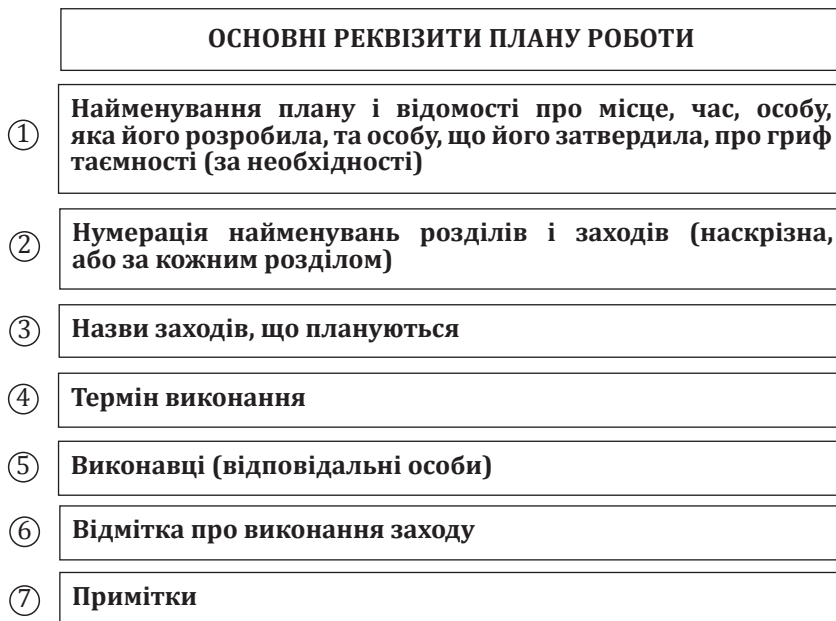 ОСНОВНІ РЕКВІЗИТИ ПЛАНУ РОБОТИ
1 Найменування плану і відомості про місце, час, особу,
яка його розробила, та особу, що його затвердила, про гриф
таємності (за необхідності)
2 Нумерація найменувань розділів і заходів (наскрізна,
або за кожним розділом)
3 Назви заходів, що плануються
4 Термін виконання
5 Виконавці (відповідальні особи)
6 Відмітка про виконання заходу
7 Примітки